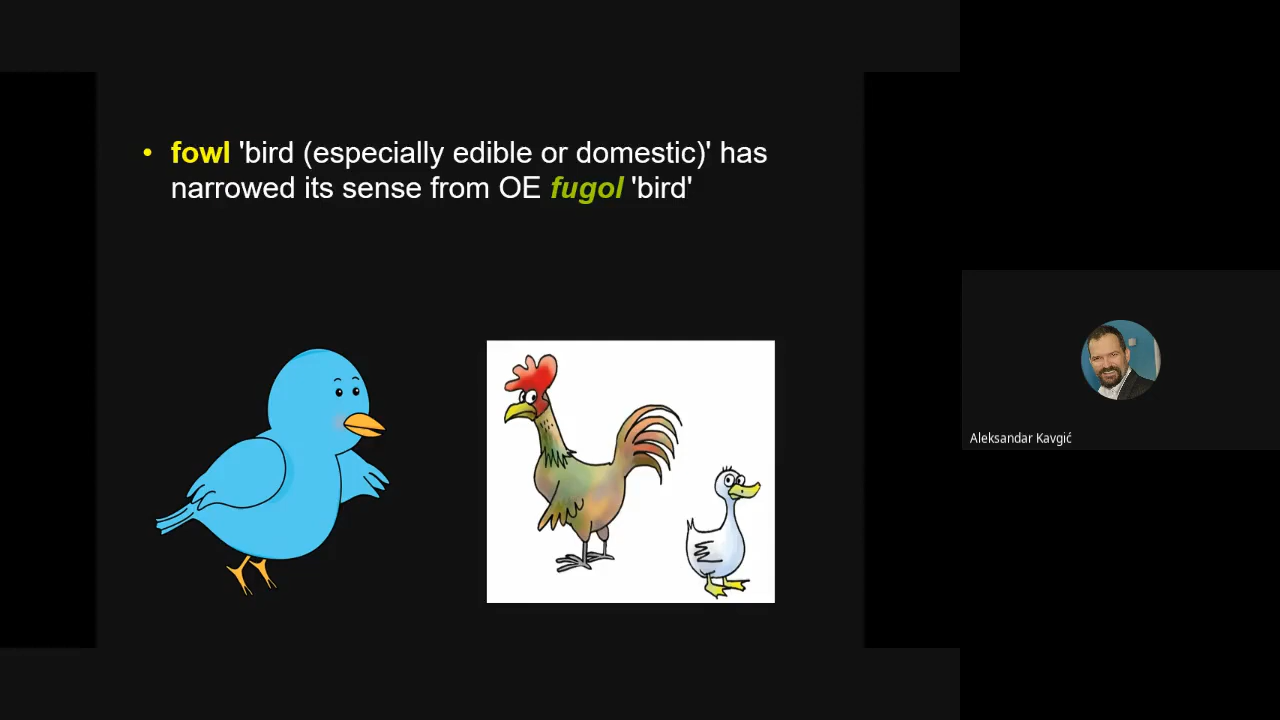 • fowl 'bird (especially edible or domestic)' has
narrowed its sense from OE fugol 'bird'
Aleksandar Kavgić